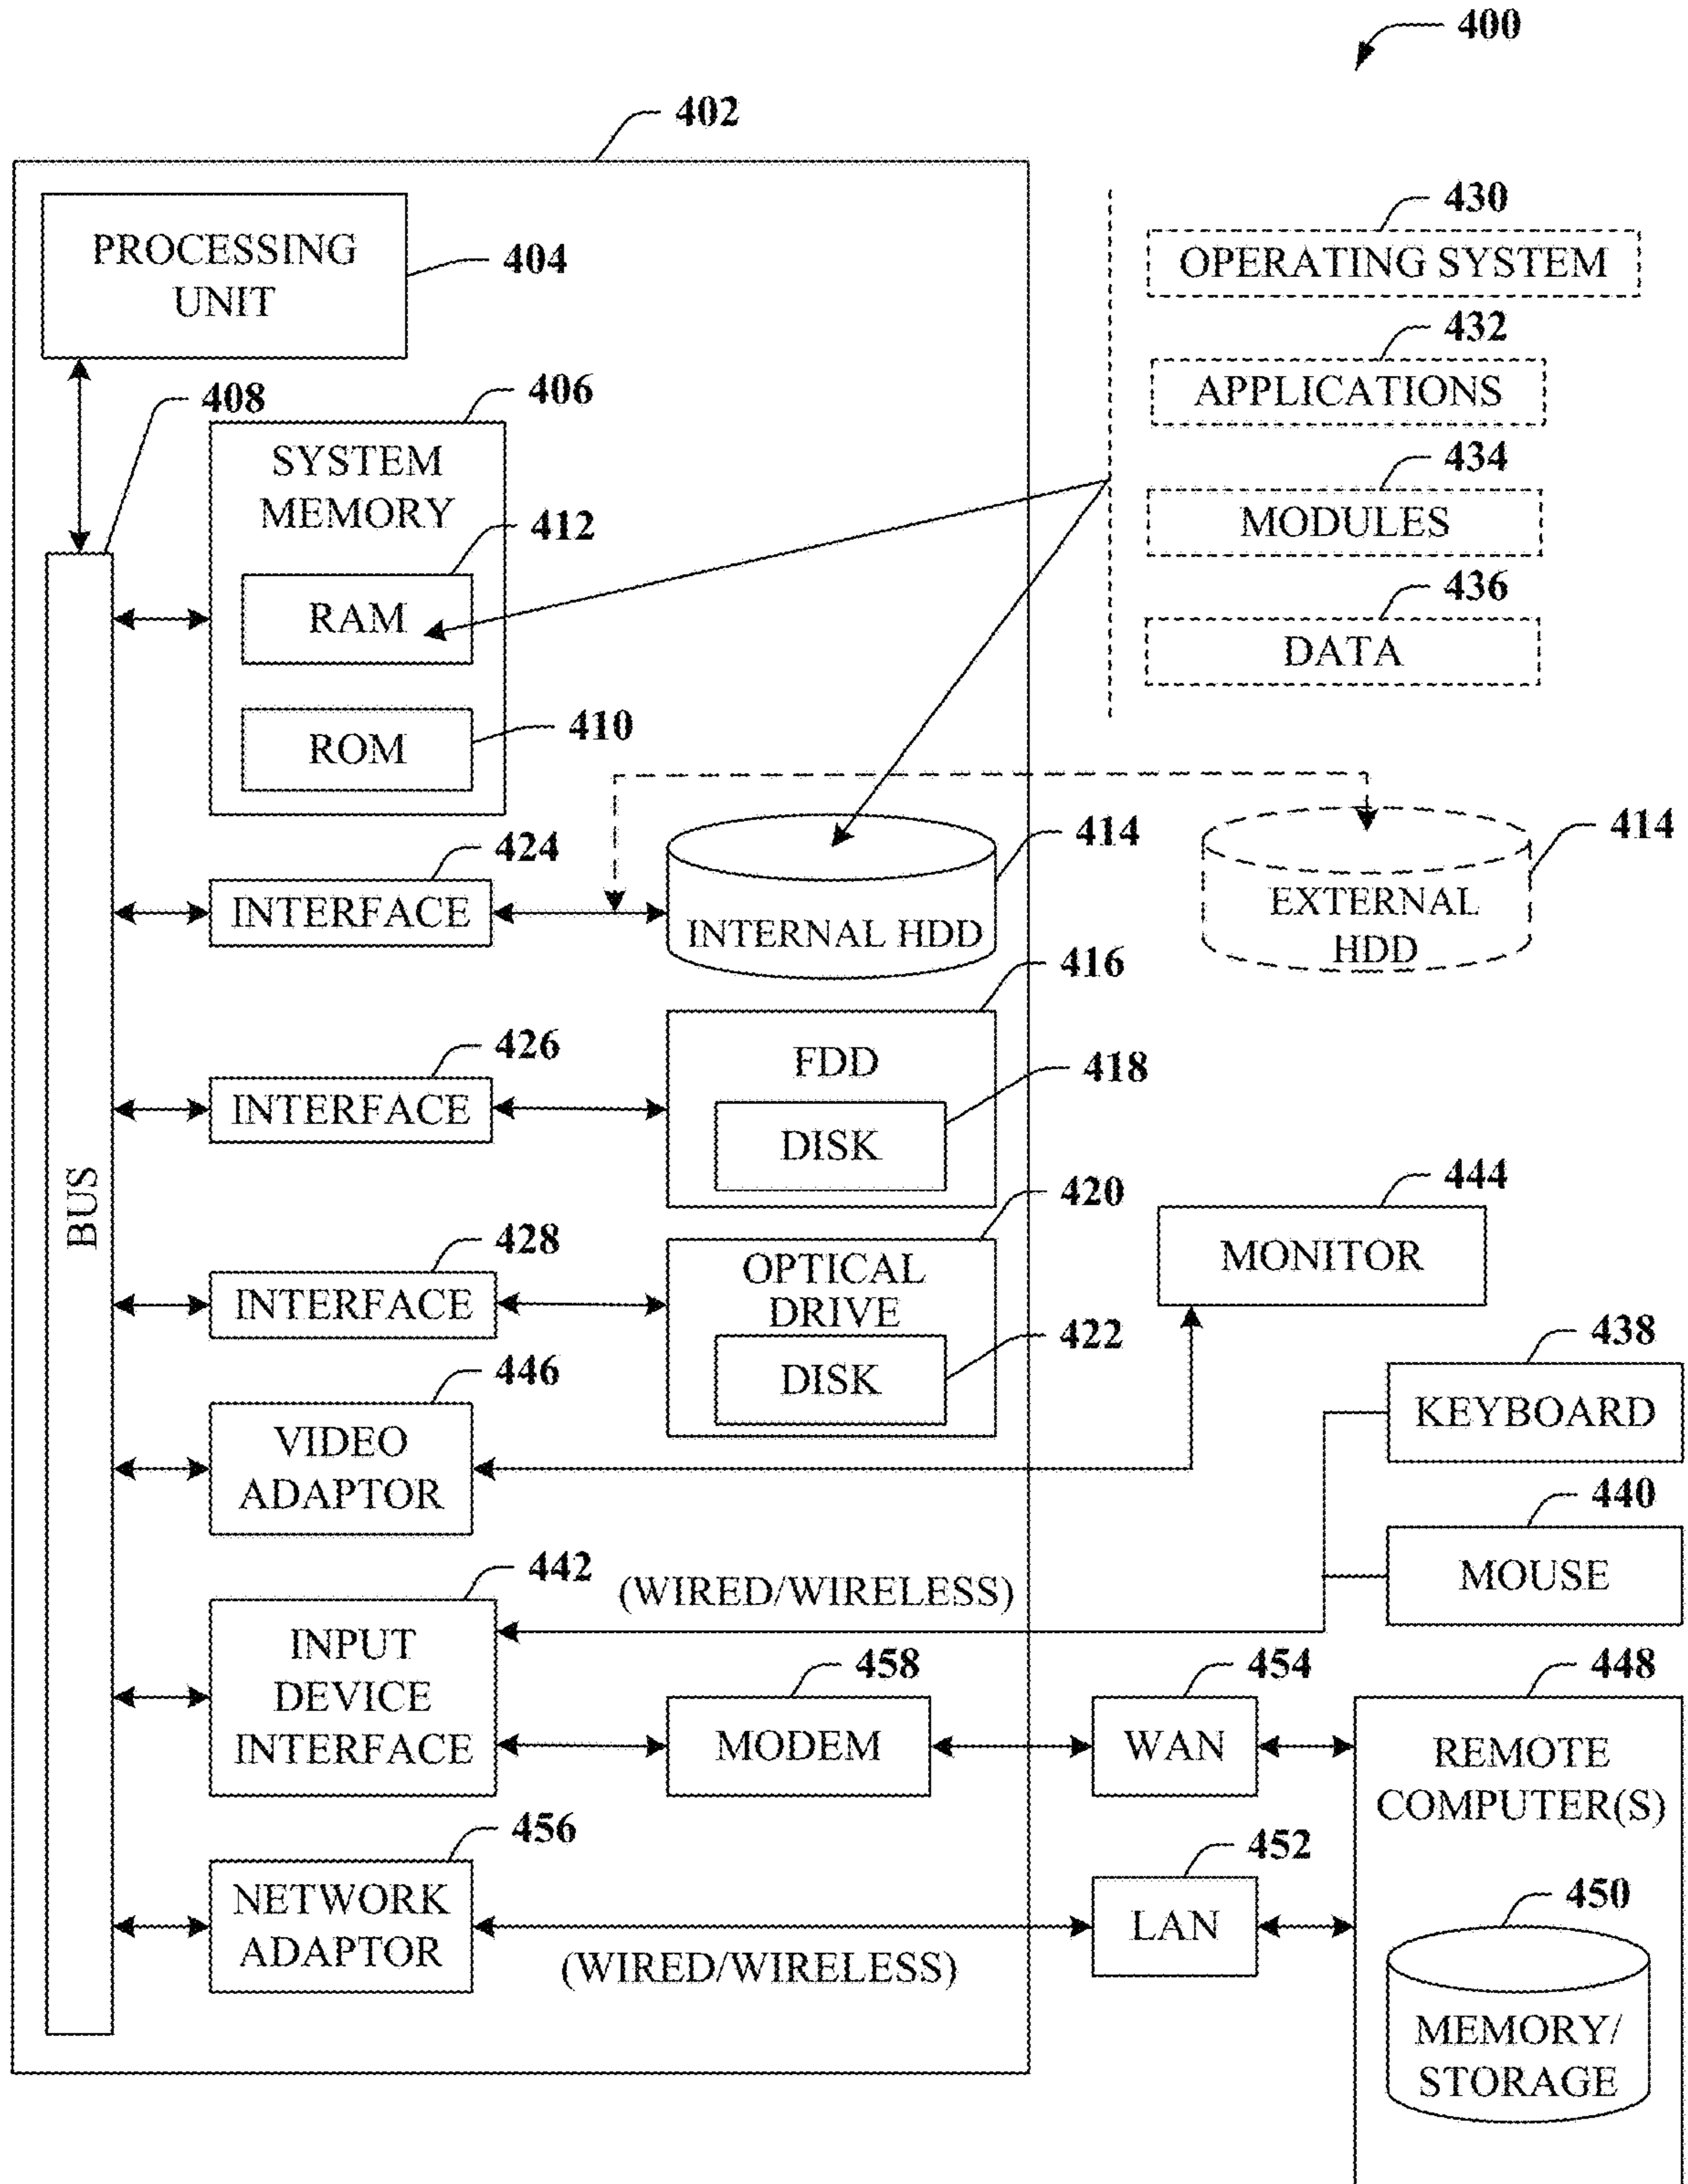 400
402
PROCESSING
UNIT
404
430
OPERATING SYSTEM
432
APPLICATIONS
434
MODULES
436
DATA
408
406
SYSTEM
MEMORY
412
RAM
410
ROM
BUS
424
INTERFACE
414
INTERNAL HDD
414
EXTERNAL
HDD
426
INTERFACE
416
FDD
418
DISK
428
INTERFACE
420
OPTICAL
DRIVE
422
DISK
444
MONITOR
446
VIDEO
ADAPTOR
438
KEYBOARD
440
MOUSE
442
INPUT
DEVICE
INTERFACE
(WIRED/WIRELESS)
458
MODEM
454
WAN
448
REMOTE
COMPUTER(S)
456
NETWORK
ADAPTOR
(WIRED/WIRELESS)
452
LAN
450
MEMORY/
STORAGE